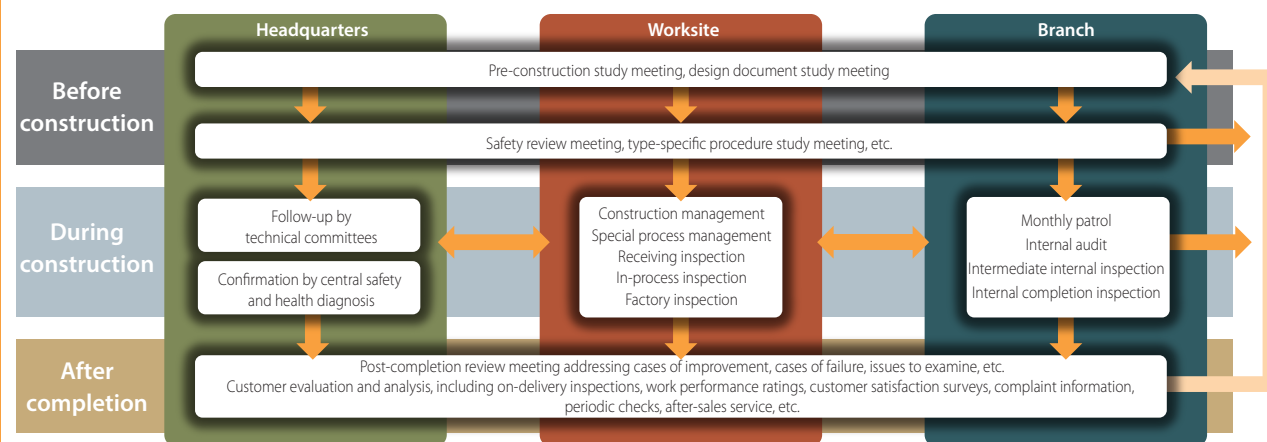 Headquarters
Worksite
Branch
Before
construction
Pre-construction study meeting, design document study meeting
Safety review meeting, type-specific procedure study meeting, etc.
During
construction
Follow-up by
technical committees
Confirmation by central safety
and health diagnosis
Construction management
Special process management
Receiving inspection
In-process inspection
Factory inspection
Monthly patrol
Internal audit
Intermediate internal inspection
Internal completion inspection
After
completion
Post-completion review meeting addressing cases of improvement, cases of failure, issues to examine, etc.
Customer evaluation and analysis, including on-delivery inspections, work performance ratings, customer satisfaction surveys, complaint information,
periodic checks, after-sales service, etc.